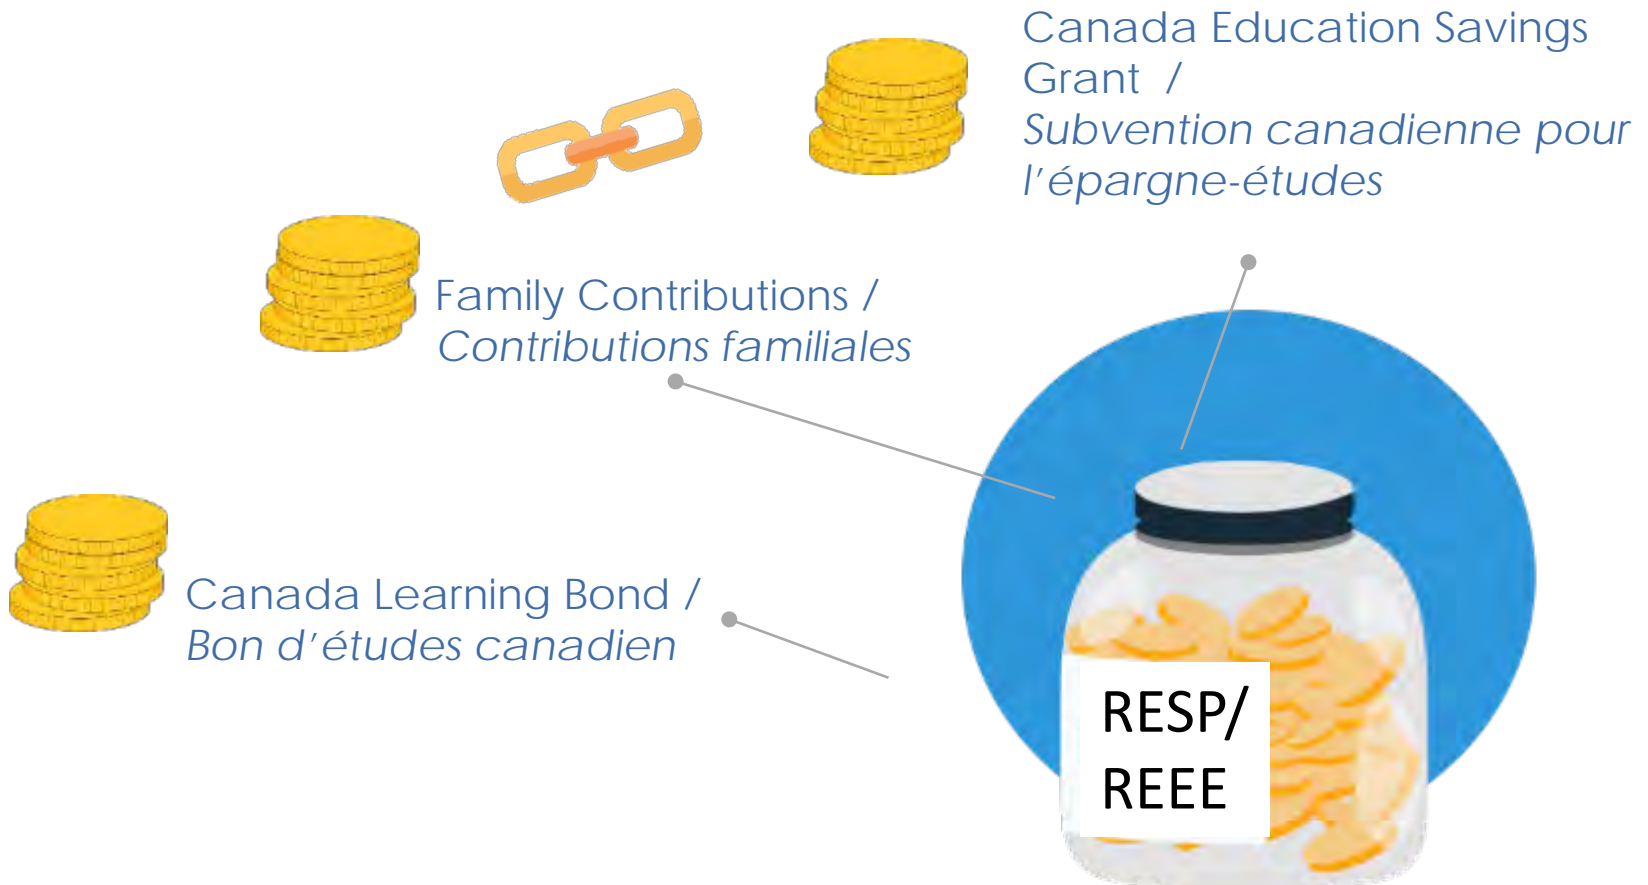 Canada Education Savings
Grant /
Subvention canadienne pour
l'épargne-études
Family Contributions /
Contributions familiales
Canada Learning Bond /
Bon d'études canadien
RESP/
REEE